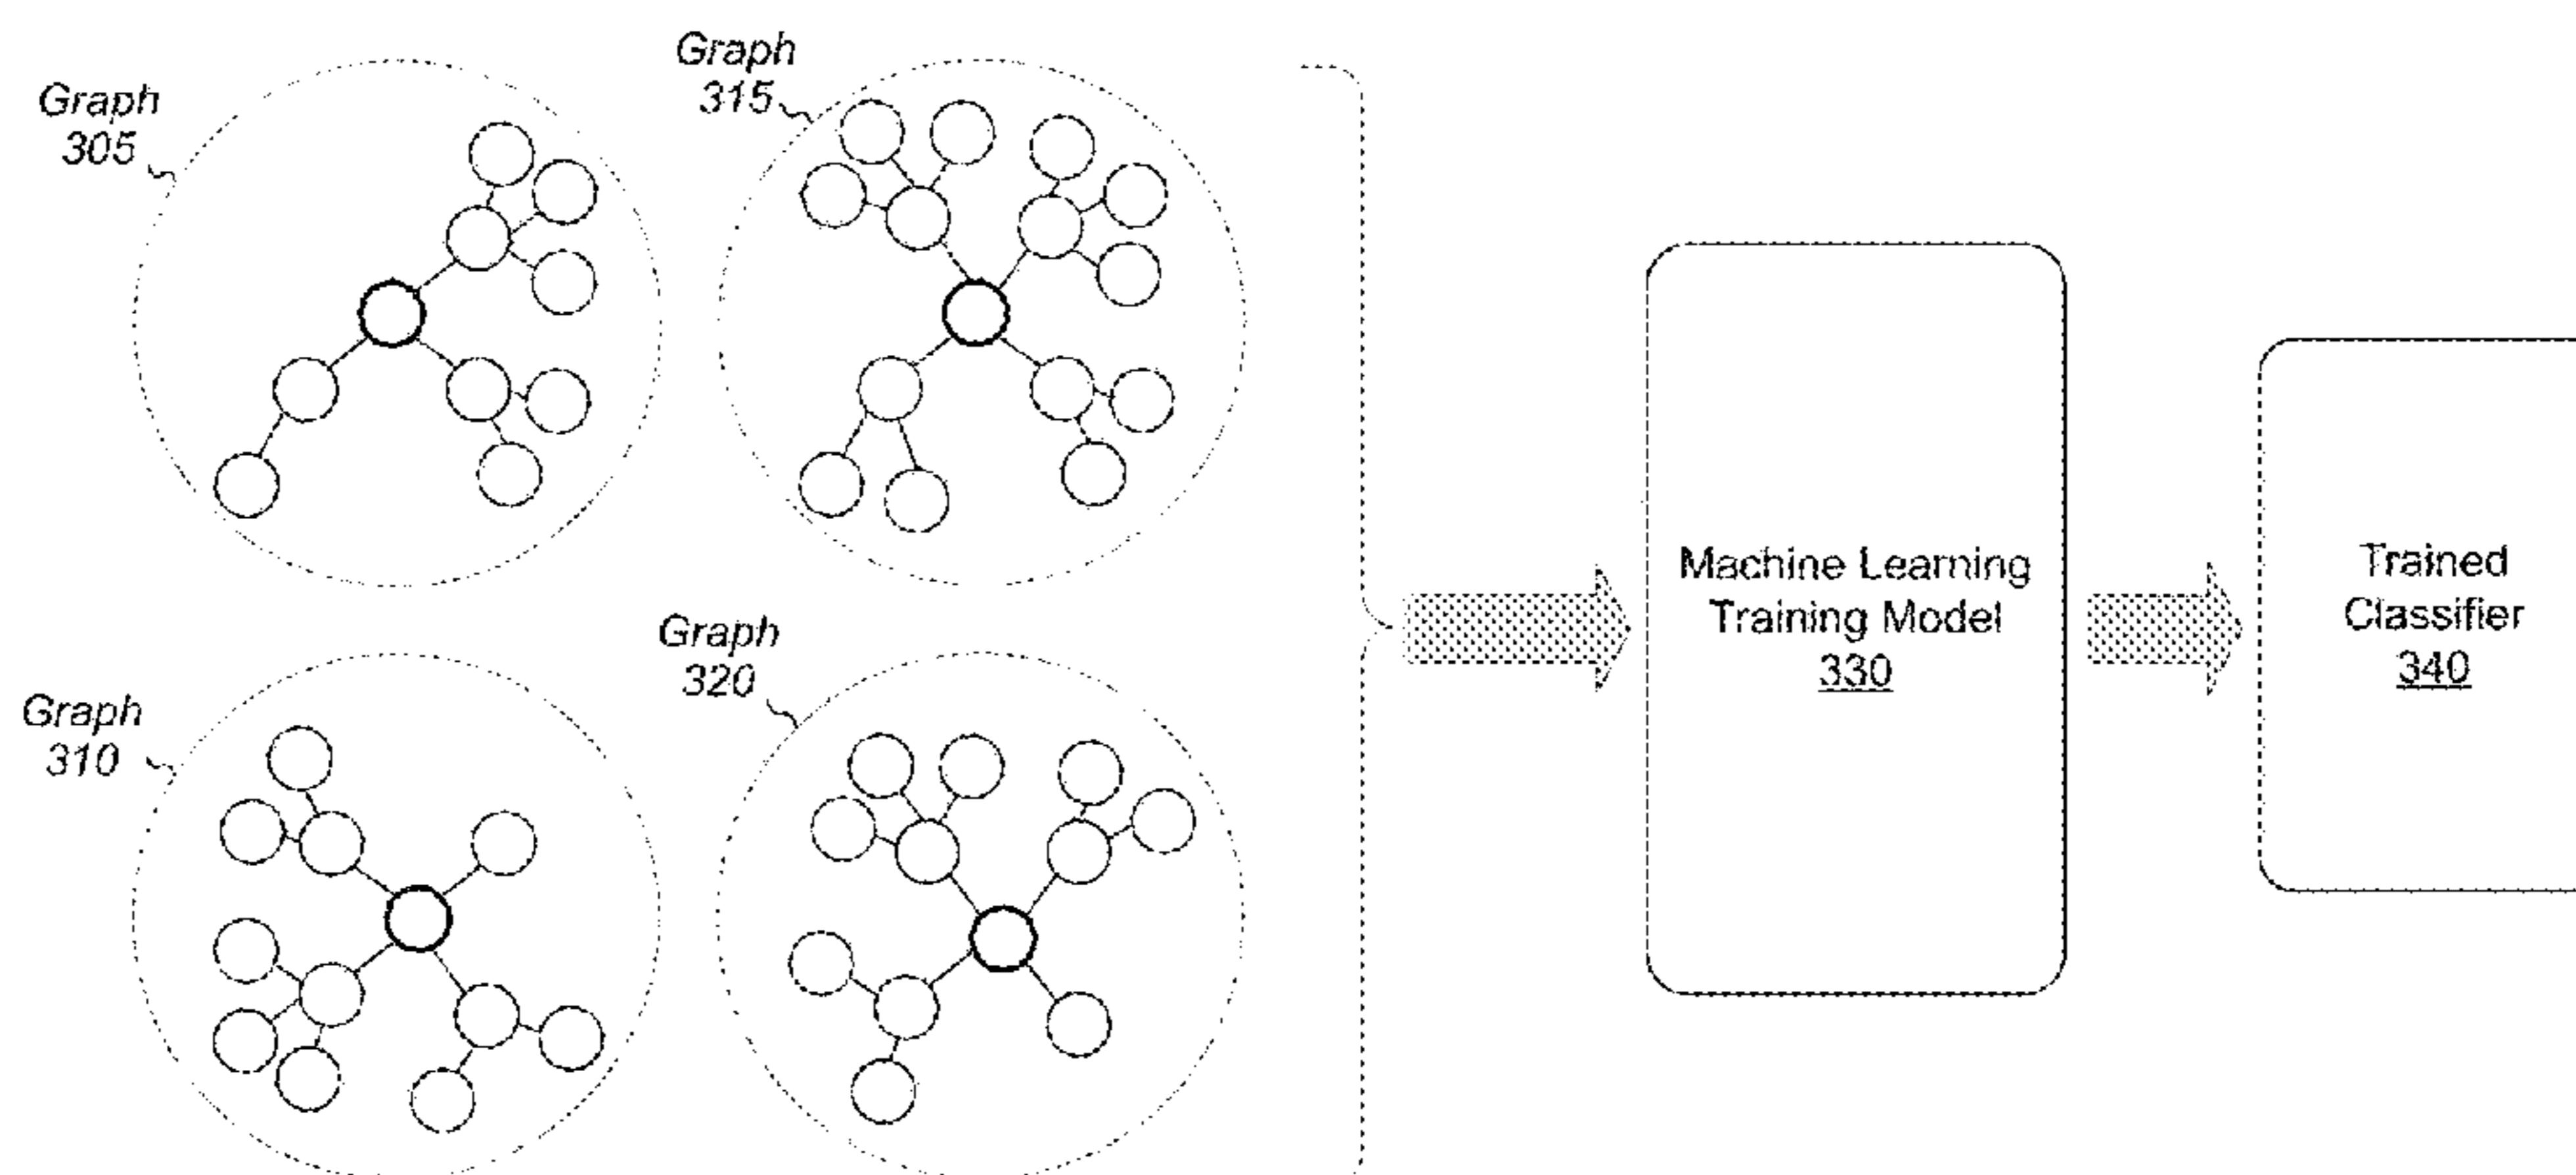 Graph
305
Graph
315
Graph
310
Graph
320
Machine Learning
Training Model
330
Trained
Classifier
340